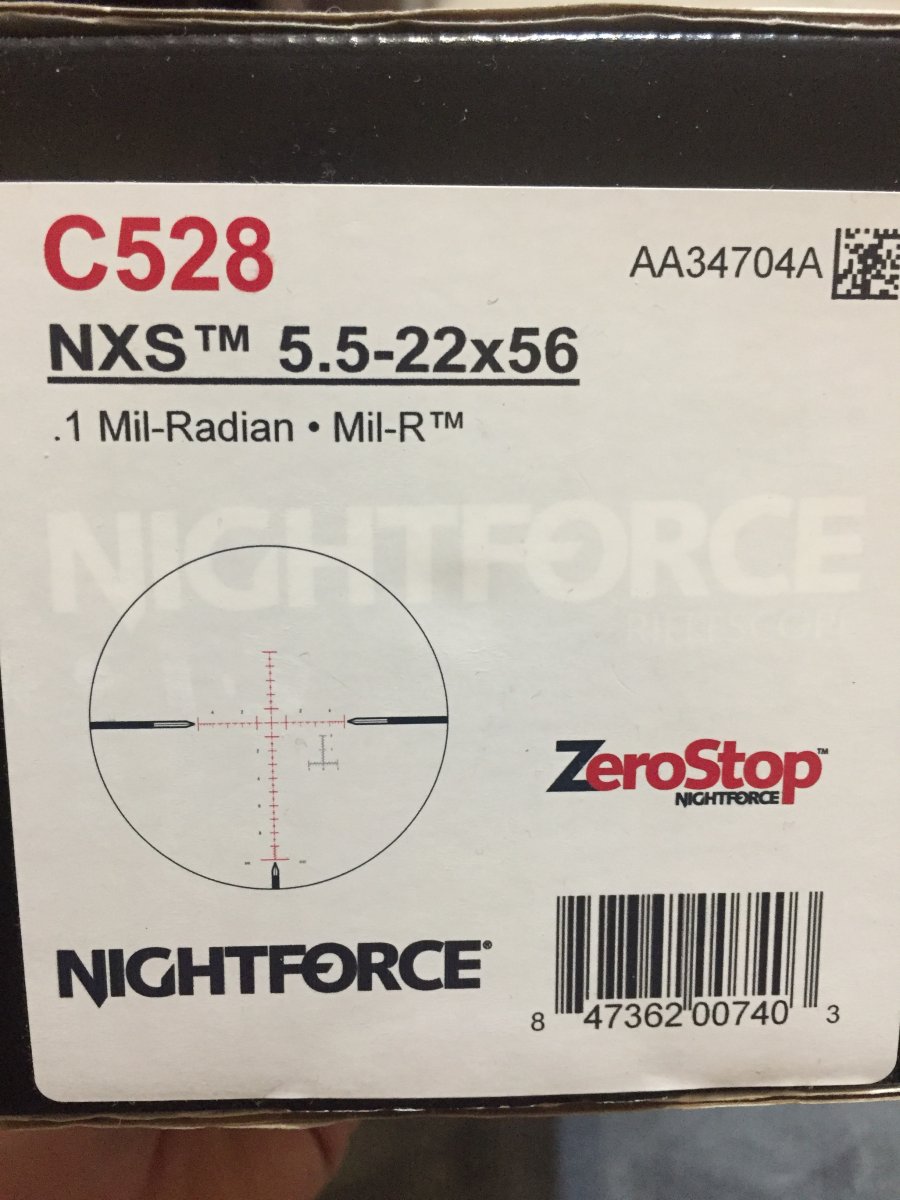 C528
AA34704A
NXS™ 5.5-22x56
.1 Mil-Radian • Mil-R™
NIGHTFORCE
ZeroStop™
NIGHTFORCE
NIGHTFORCE®
8 47362 00740 3